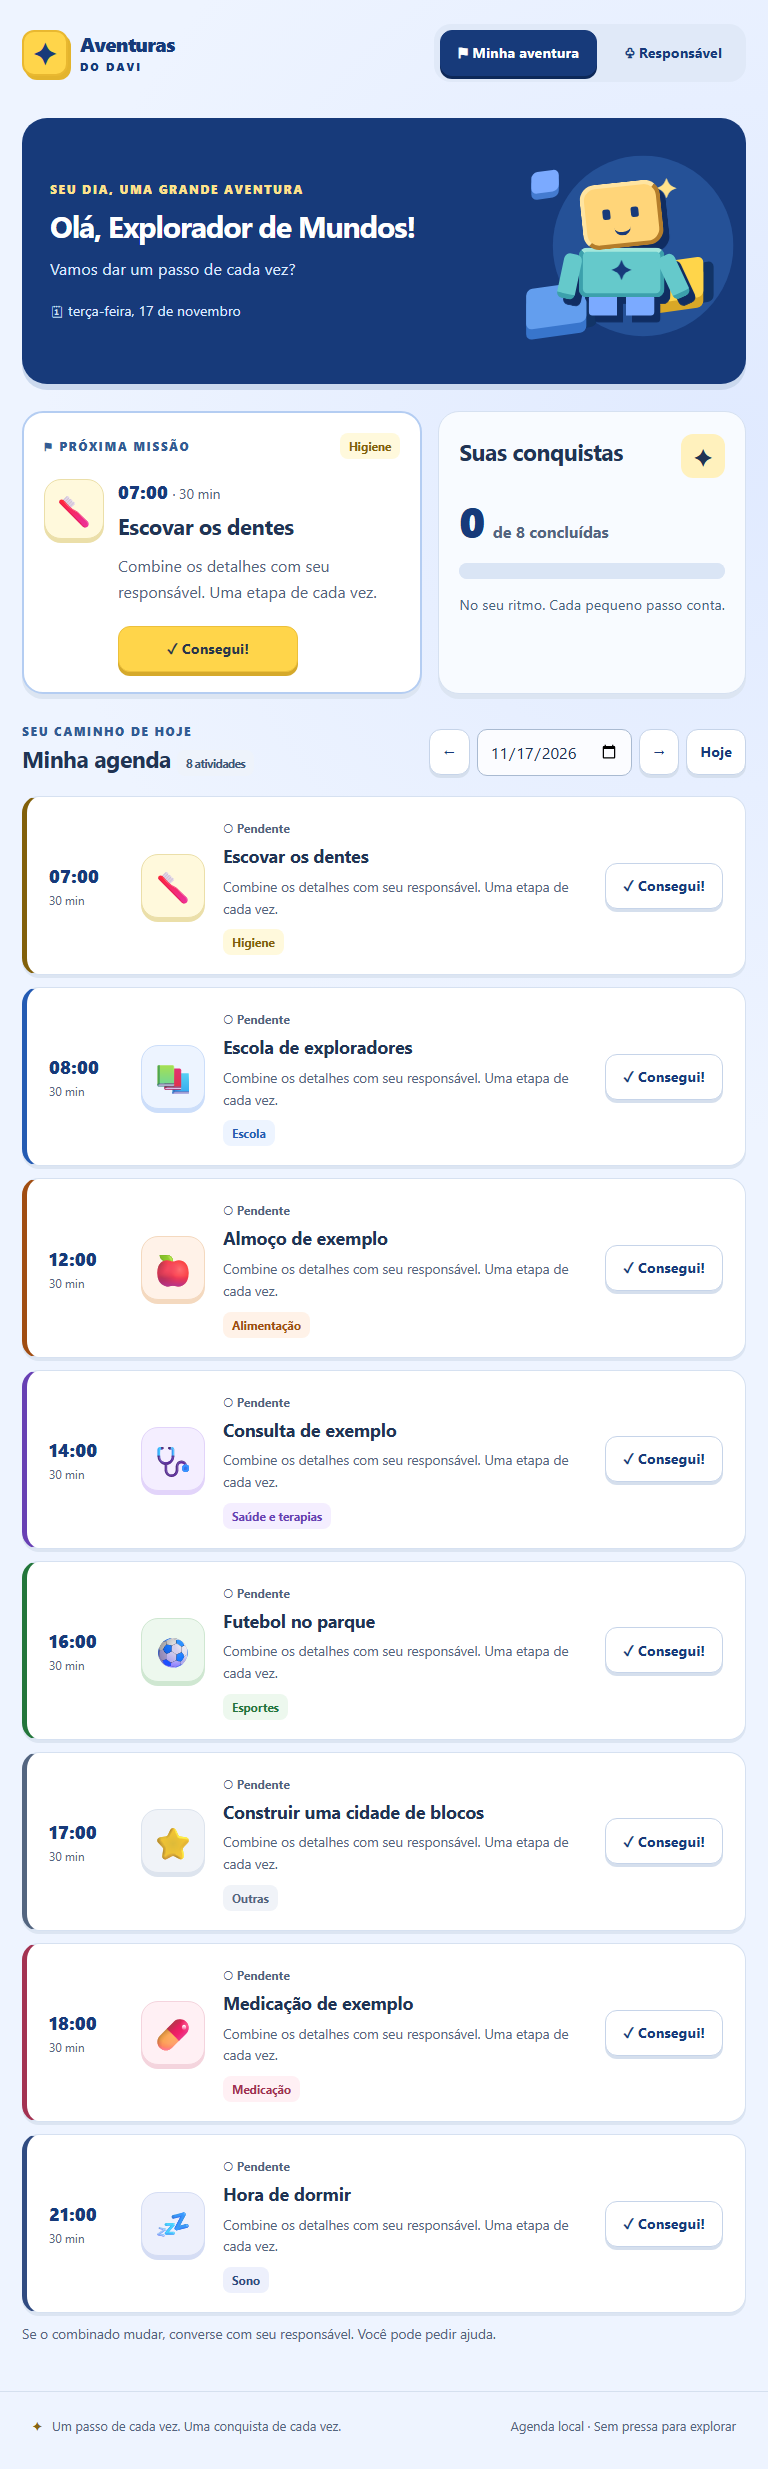 Aventuras
DO DAVI
Minha aventura
Responsável
SEU DIA, UMA GRANDE AVENTURA
Olá, Explorador de Mundos!
Vamos dar um passo de cada vez?
terça-feira, 17 de novembro
PRÓXIMA MISSÃO
Higiene
07:00 · 30 min
Escovar os dentes
Combine os detalhes com seu
responsável. Uma etapa de cada vez.
✓ Consegui!
Suas conquistas
0 de 8 concluídas
No seu ritmo. Cada pequeno passo conta.
SEU CAMINHO DE HOJE
Minha agenda 8 atividades
← 11/17/2026 → Hoje
○ Pendente
07:00
30 min
Escovar os dentes
Combine os detalhes com seu responsável. Uma etapa de
cada vez.
Higiene
✓ Consegui!
○ Pendente
08:00
30 min
Escola de exploradores
Combine os detalhes com seu responsável. Uma etapa de
cada vez.
Escola
✓ Consegui!
○ Pendente
12:00
30 min
Almoço de exemplo
Combine os detalhes com seu responsável. Uma etapa de
cada vez.
Alimentação
✓ Consegui!
○ Pendente
14:00
30 min
Consulta de exemplo
Combine os detalhes com seu responsável. Uma etapa de
cada vez.
Saúde e terapias
✓ Consegui!
○ Pendente
16:00
30 min
Futebol no parque
Combine os detalhes com seu responsável. Uma etapa de
cada vez.
Esportes
✓ Consegui!
○ Pendente
17:00
30 min
Construir uma cidade de blocos
Combine os detalhes com seu responsável. Uma etapa de
cada vez.
Outras
✓ Consegui!
○ Pendente
18:00
30 min
Medicação de exemplo
Combine os detalhes com seu responsável. Uma etapa de
cada vez.
Medicação
✓ Consegui!
○ Pendente
21:00
30 min
Hora de dormir
Combine os detalhes com seu responsável. Uma etapa de
cada vez.
Sono
✓ Consegui!
Se o combinado mudar, converse com seu responsável. Você pode pedir ajuda.
Um passo de cada vez. Uma conquista de cada vez.
Agenda local · Sem pressa para explorar